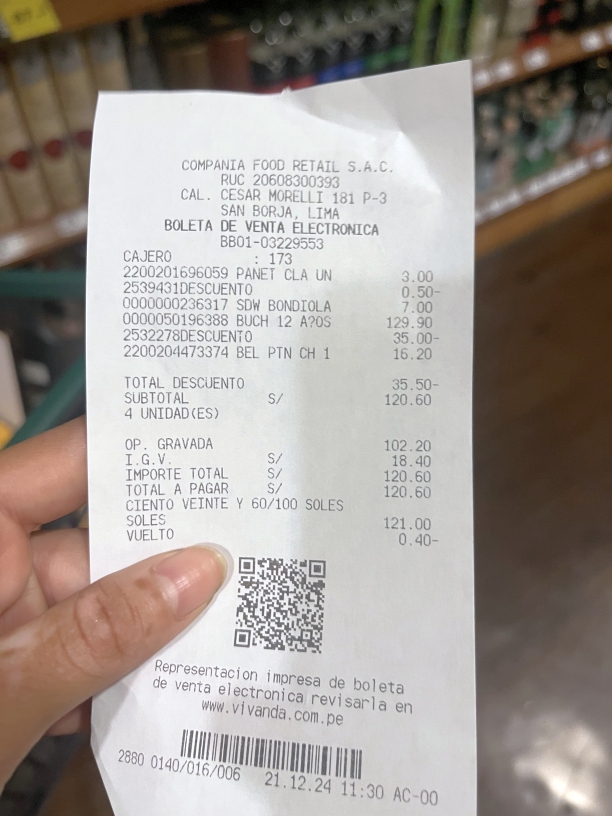 COMPANIA FOOD RETAIL S.A.C.
RUC 20608300393
CAL. CESAR MORELLI 181 P-3
SAN BORJA, LIMA
BOLETA DE VENTA ELECTRONICA
BB01-03229553
CAJERO : 173
2200201696059 PANET CLA UN 3.00
2539431DESCUENTO 0.50-
0000000236317 SDW BONDIOLA 7.00
0000050196388 BUCH 12 A?OS 129.90
2532278DESCUENTO 35.00-
2200204473374 BEL PTN CH 1 16.20
TOTAL DESCUENTO 35.50-
SUBTOTAL S/ 120.60
4 UNIDAD(ES)
OP. GRAVADA 102.20
I.G.V. S/ 18.40
IMPORTE TOTAL S/ 120.60
TOTAL A PAGAR S/ 120.60
CIENTO VEINTE Y 60/100 SOLES
SOLES 121.00
VUELTO 0.40-
Representacion impresa de boleta
de venta electronica revisarla en
www.vivanda.com.pe
2880 0140/016/006 21.12.24 11:30 AC-00